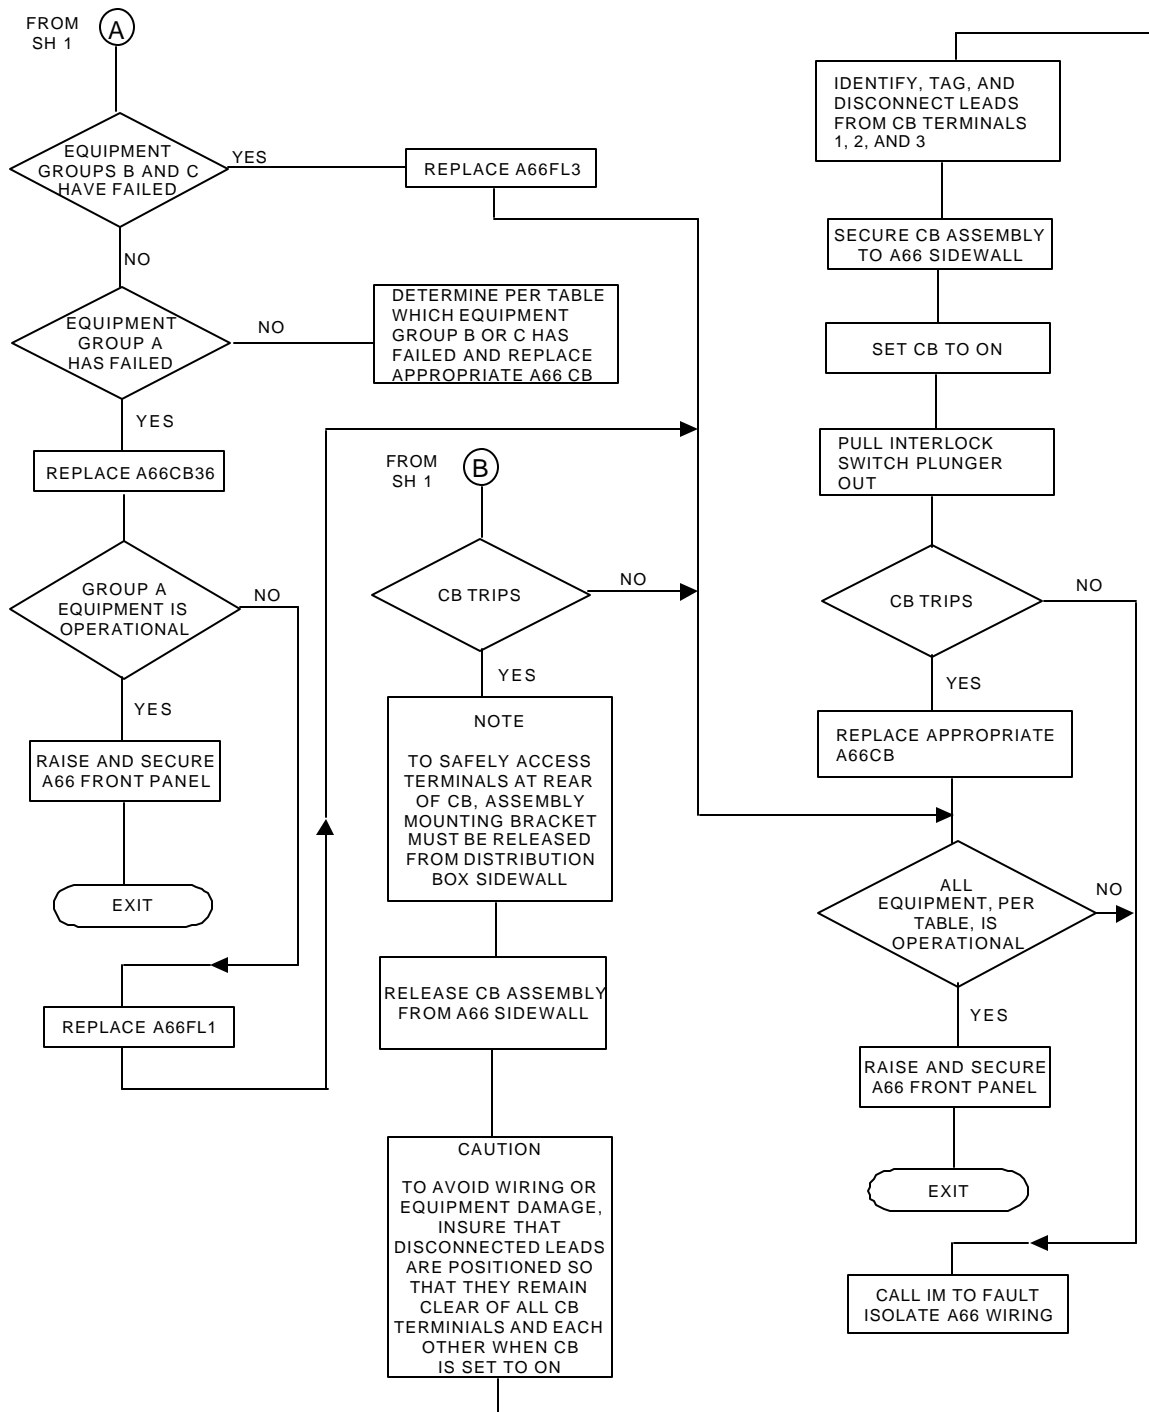 FROM
SH 1
A
EQUIPMENT
GROUPS B AND C
HAVE FAILED
YES
REPLACE A66FL3
NO
EQUIPMENT
GROUP A
HAS FAILED
NO
DETERMINE PER TABLE
WHICH EQUIPMENT
GROUP B OR C HAS
FAILED AND REPLACE
APPROPRIATE A66 CB
YES
REPLACE A66CB36
GROUP A
EQUIPMENT IS
OPERATIONAL
NO
YES
RAISE AND SECURE
A66 FRONT PANEL
EXIT
REPLACE A66FL1
FROM
SH 1
B
CB TRIPS
NO
YES
NOTE
TO SAFELY ACCESS
TERMINALS AT REAR
OF CB, ASSEMBLY
MOUNTING BRACKET
MUST BE RELEASED
FROM DISTRIBUTION
BOX SIDEWALL
RELEASE CB ASSEMBLY
FROM A66 SIDEWALL
CAUTION
TO AVOID WIRING OR
EQUIPMENT DAMAGE,
INSURE THAT
DISCONNECTED LEADS
ARE POSITIONED SO
THAT THEY REMAIN
CLEAR OF ALL CB
TERMINIALS AND EACH
OTHER WHEN CB
IS SET TO ON
IDENTIFY, TAG, AND
DISCONNECT LEADS
FROM CB TERMINALS
1, 2, AND 3
SECURE CB ASSEMBLY
TO A66 SIDEWALL
SET CB TO ON
PULL INTERLOCK
SWITCH PLUNGER
OUT
CB TRIPS
NO
YES
REPLACE APPROPRIATE
A66CB
ALL
EQUIPMENT, PER
TABLE, IS
OPERATIONAL
NO
YES
RAISE AND SECURE
A66 FRONT PANEL
EXIT
CALL IM TO FAULT
ISOLATE A66 WIRING